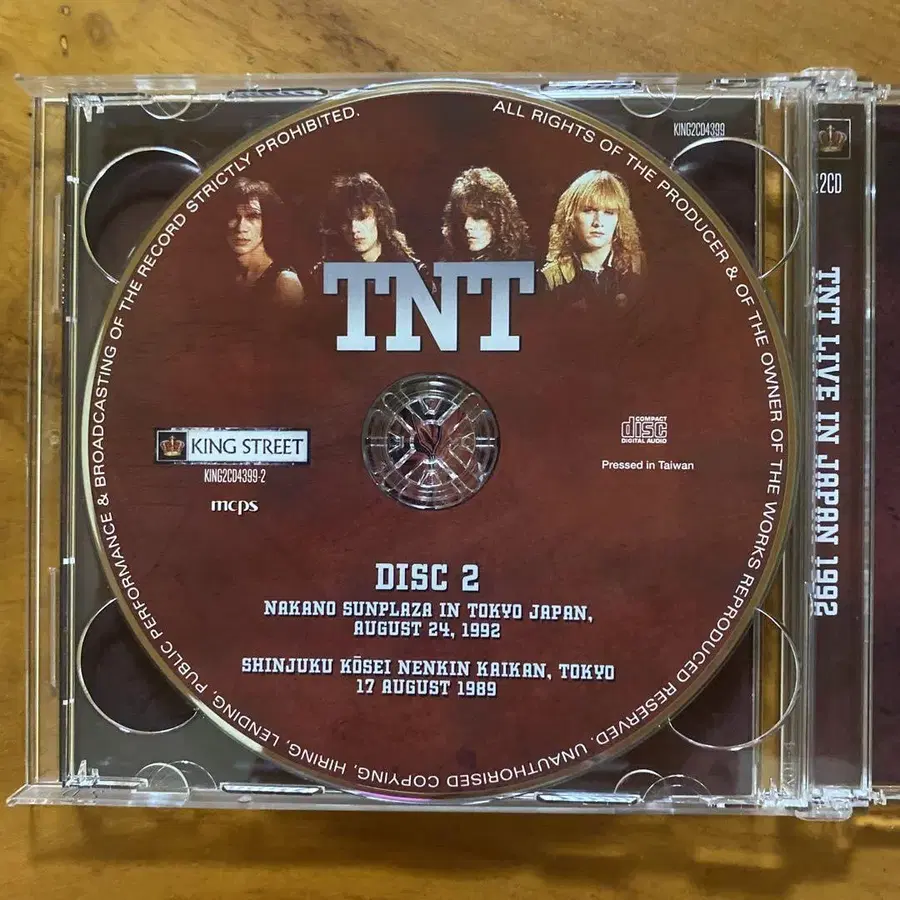 KING2CD4399
ALL RIGHTS OF THE PRODUCER & OF THE OWNER OF THE WORKS REPRODUCED RESERVED. UNAUTHORISED COPYING, HIRING, LENDING, PUBLIC PERFORMANCE & BROADCASTING OF THE RECORD STRICTLY PROHIBITED.
TNT
KING STREET
KING2CD4399-2
mcps
COMPACT
disc
DIGITAL AUDIO
Pressed in Taiwan
DISC 2
NAKANO SUNPLAZA IN TOKYO JAPAN,
AUGUST 24, 1992
SHINJUKU KŌSEI NENKIN KAIKAN, TOKYO
17 AUGUST 1989
2CD
TNT LIVE IN JAPAN 1992